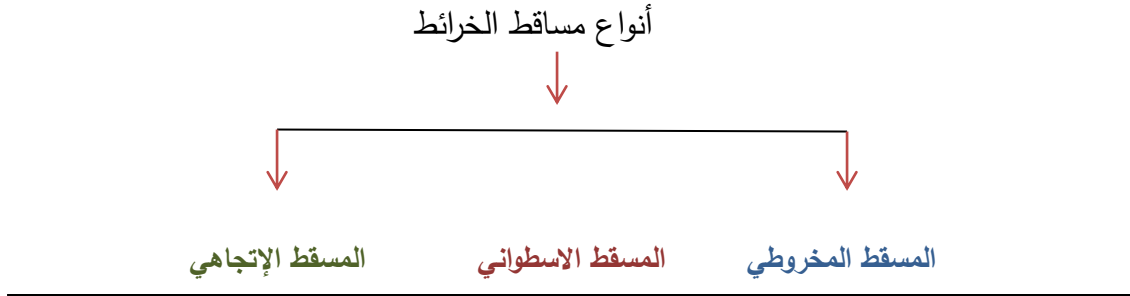 أنواع مساقط الخرائط
المسقط المخروطي المسقط الاسطواني المسقط الإتجاهي